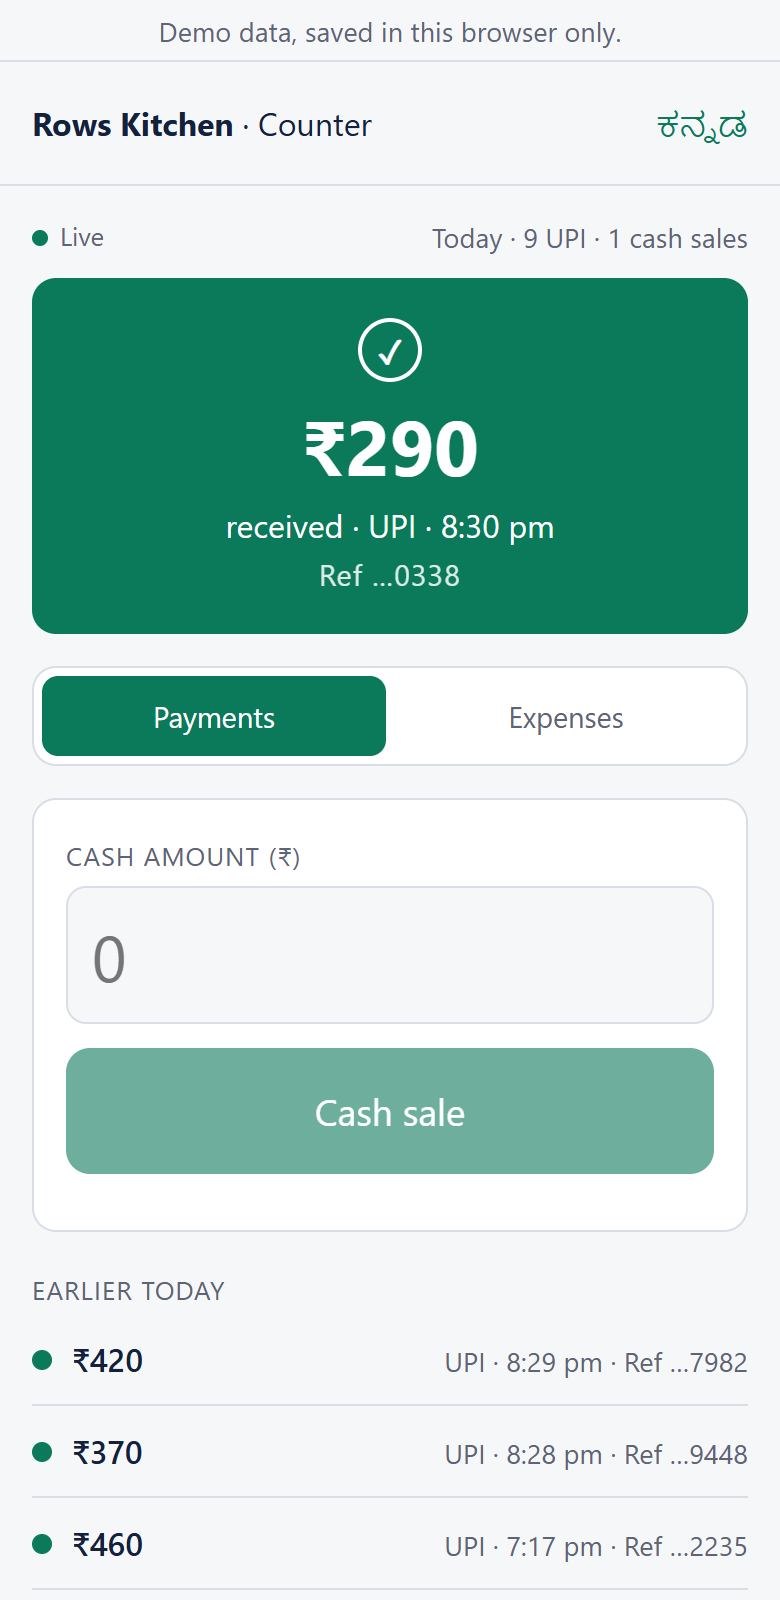 Demo data, saved in this browser only.
Rows Kitchen · Counter
ಕನ್ನಡ
Live
Today · 9 UPI · 1 cash sales
✓
₹290
received · UPI · 8:30 pm
Ref …0338
Payments
Expenses
CASH AMOUNT (₹)
0
Cash sale
EARLIER TODAY
₹420 UPI · 8:29 pm · Ref …7982
₹370 UPI · 8:28 pm · Ref …9448
₹460 UPI · 7:17 pm · Ref …2235